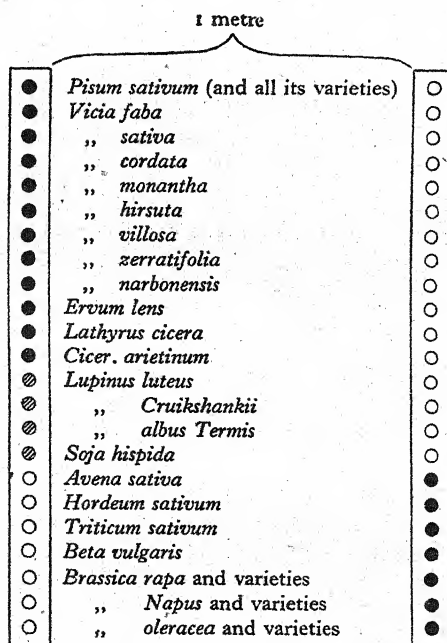 1 metre
Pisum sativum (and all its varieties)
Vicia faba
„ sativa
„ cordata
„ monantha
„ hirsuta
„ villosa
„ zerratifolia
„ narbonensis
Ervum lens
Lathyrus cicera
Cicer. arietinum
Lupinus luteus
„ Cruikshankii
„ albus Termis
Soja hispida
Avena sativa
Hordeum sativum
Triticum sativum
Beta vulgaris
Brassica rapa and varieties
„ Napus and varieties
„ oleracea and varieties